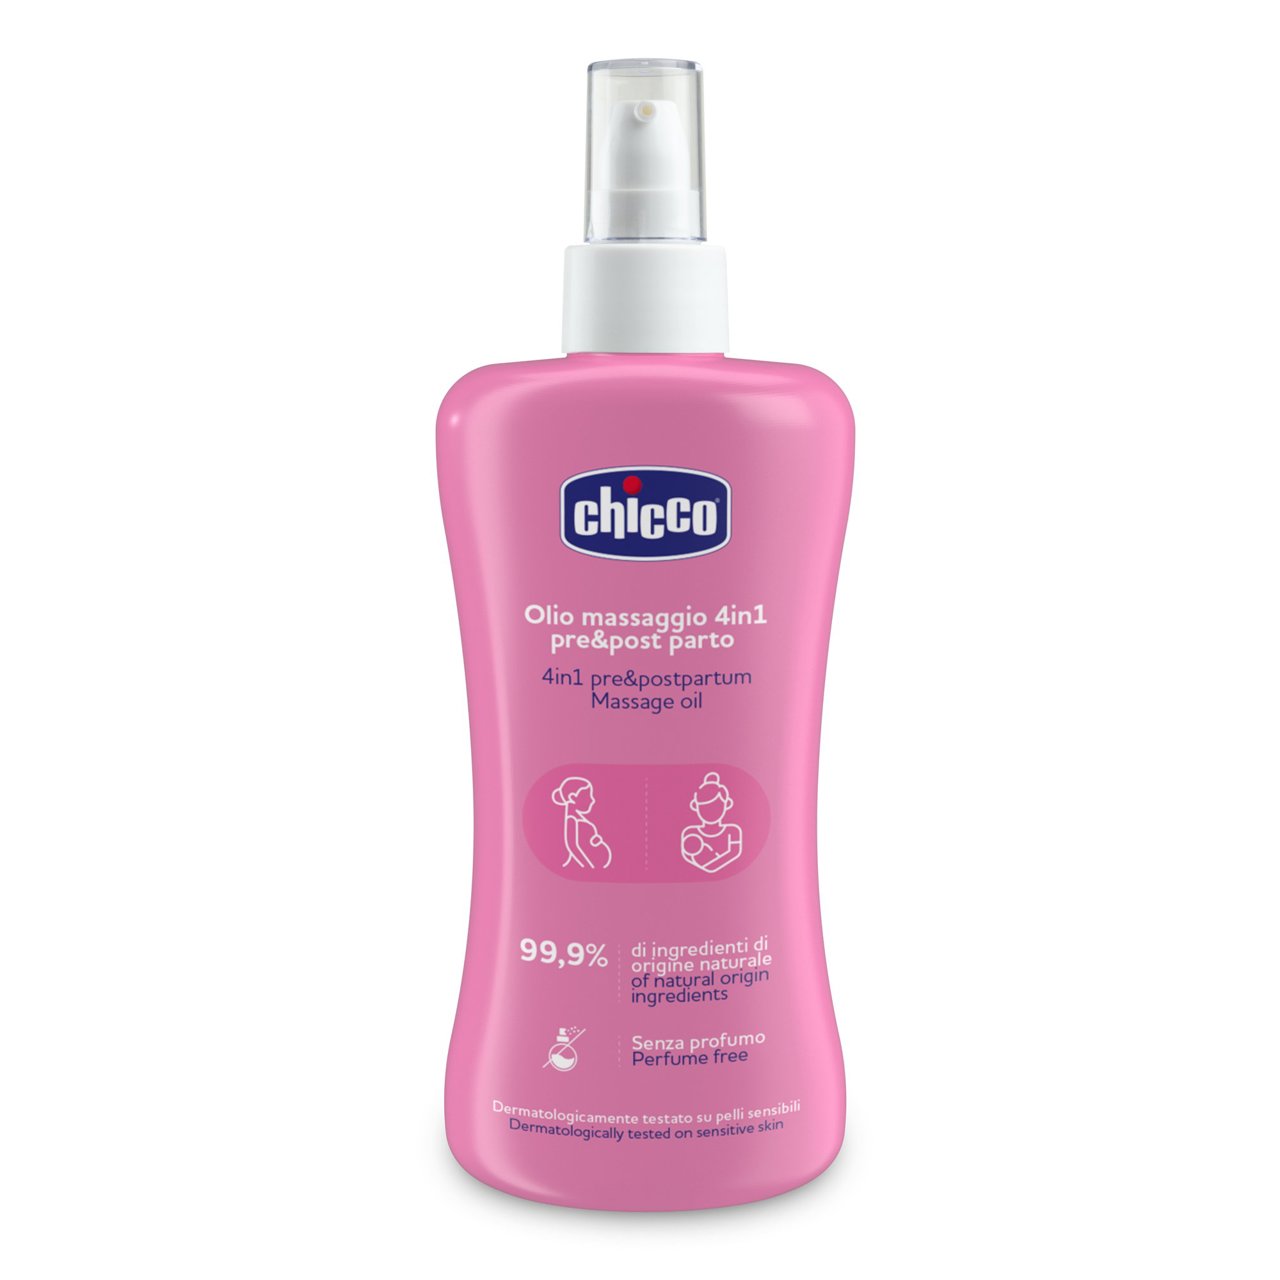 chicco
Olio massaggio 4in1
pre&post parto
4in1 pre&postpartum
Massage oil
99,9%
di ingredienti di
origine naturale
of natural origin
ingredients
Senza profumo
Perfume free
Dermatologicamente testato su pelli sensibili
Dermatologically tested on sensitive skin